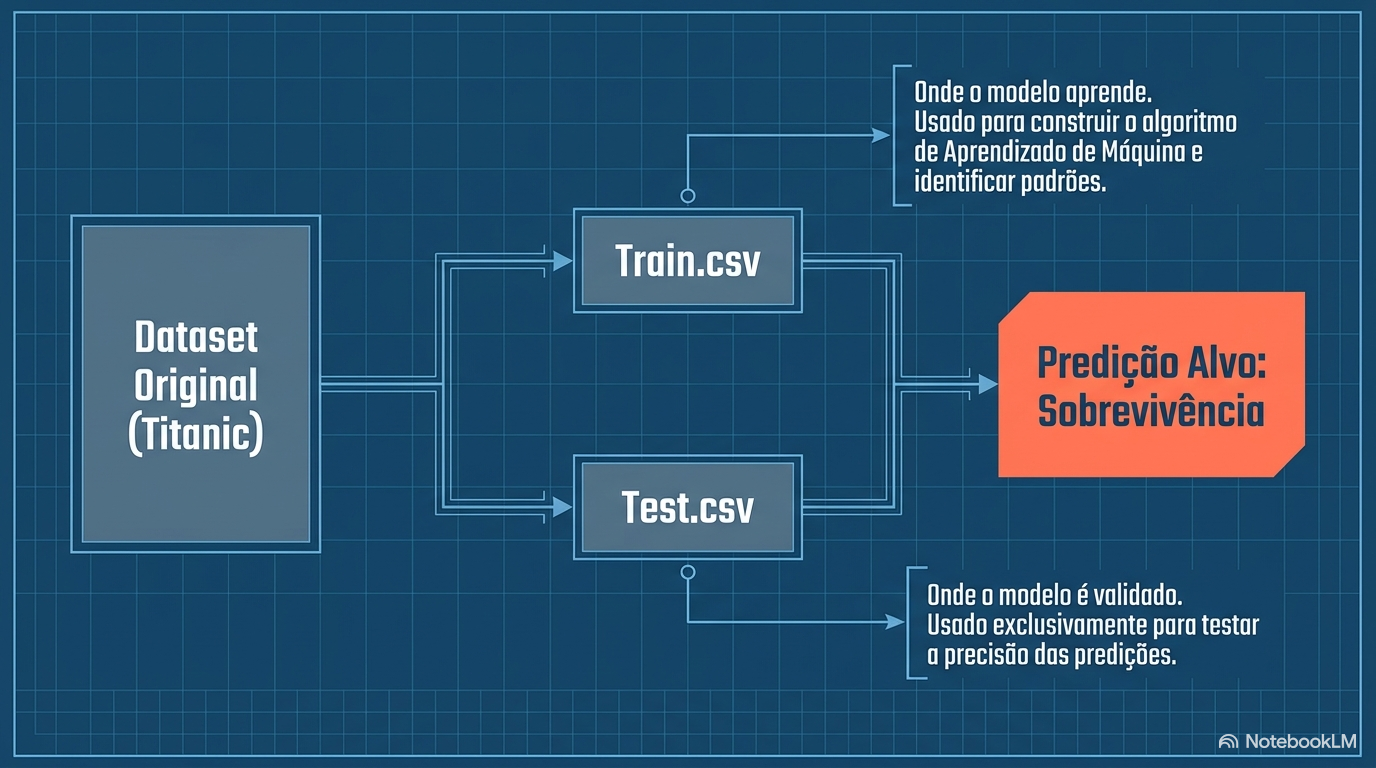 Onde o modelo aprende.
Usado para construir o algoritmo
de Aprendizado de Máquina e
identificar padrões.
Dataset
Original
(Titanic)
Train.csv
Predição Alvo:
Sobrevivência
Test.csv
Onde o modelo é validado.
Usado exclusivamente para testar
a precisão das predições.
NotebookLM